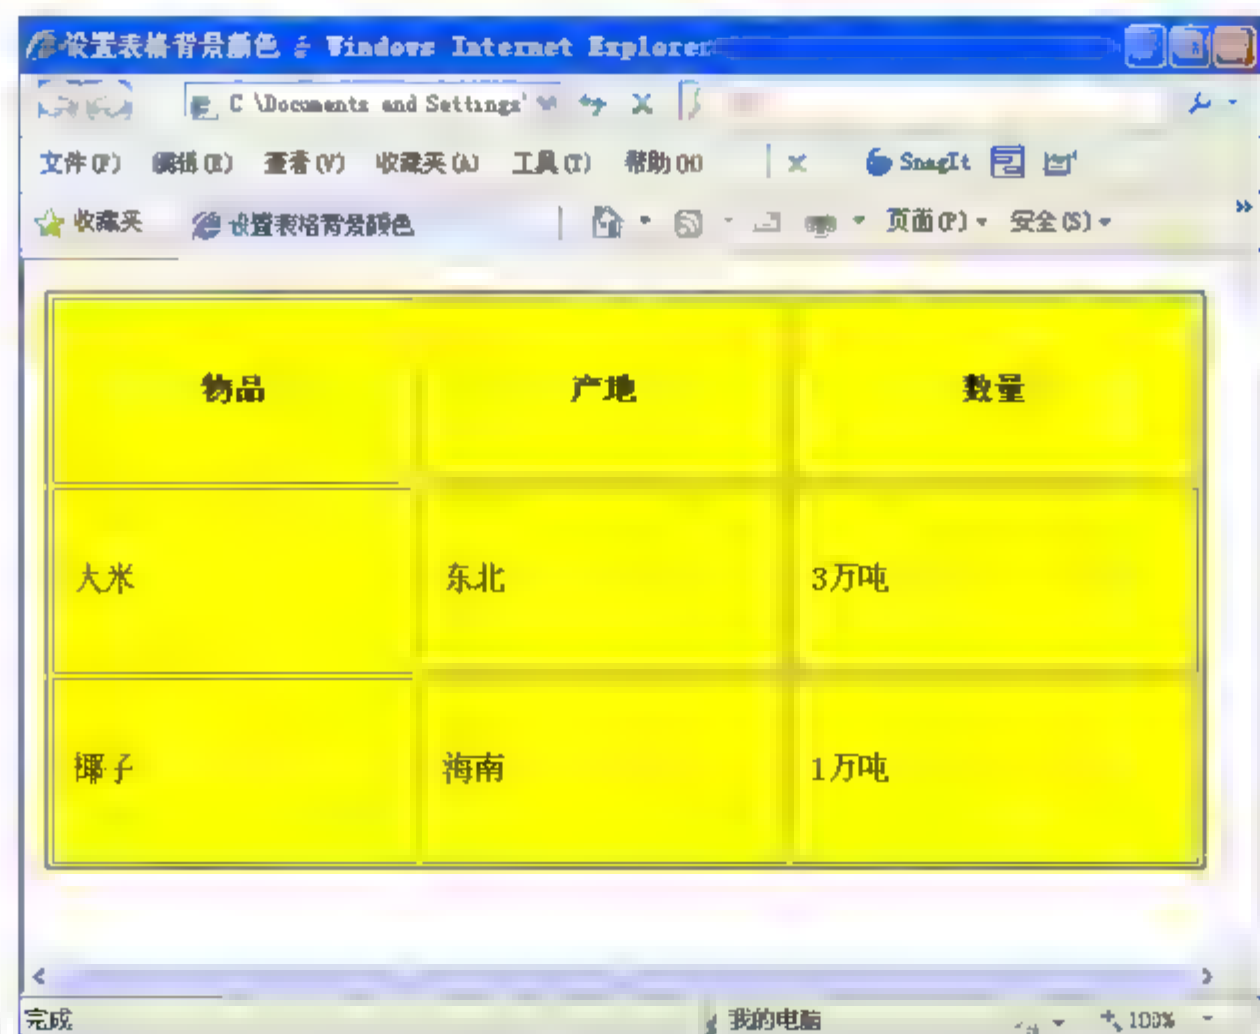 设置表格背景颜色 - Windows Internet Explorer
C:\Documents and Settings\
文件(F) 编辑(E) 查看(V) 收藏夹(A) 工具(T) 帮助(H) × SnagIt
收藏夹 设置表格背景颜色 页面(P) 安全(S) »
物品 产地 数量
大米 东北 3万吨
椰子 海南 1万吨
完成 我的电脑 100%